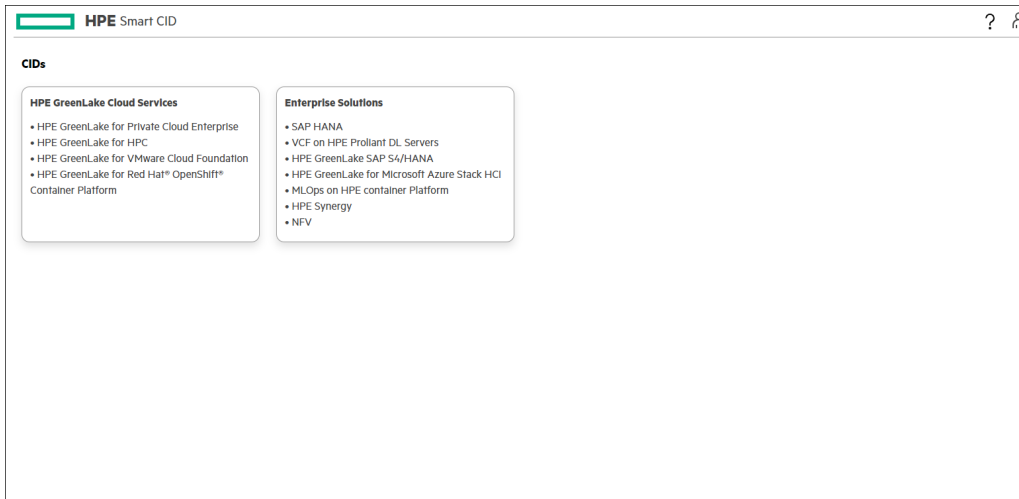 HPE Smart CID
?
CIDs
HPE GreenLake Cloud Services
• HPE GreenLake for Private Cloud Enterprise
• HPE GreenLake for HPC
• HPE GreenLake for VMware Cloud Foundation
• HPE GreenLake for Red Hat® OpenShift®
Container Platform
Enterprise Solutions
• SAP HANA
• VCF on HPE Proliant DL Servers
• HPE GreenLake SAP S4/HANA
• HPE GreenLake for Microsoft Azure Stack HCI
• MLOps on HPE container Platform
• HPE Synergy
• NFV